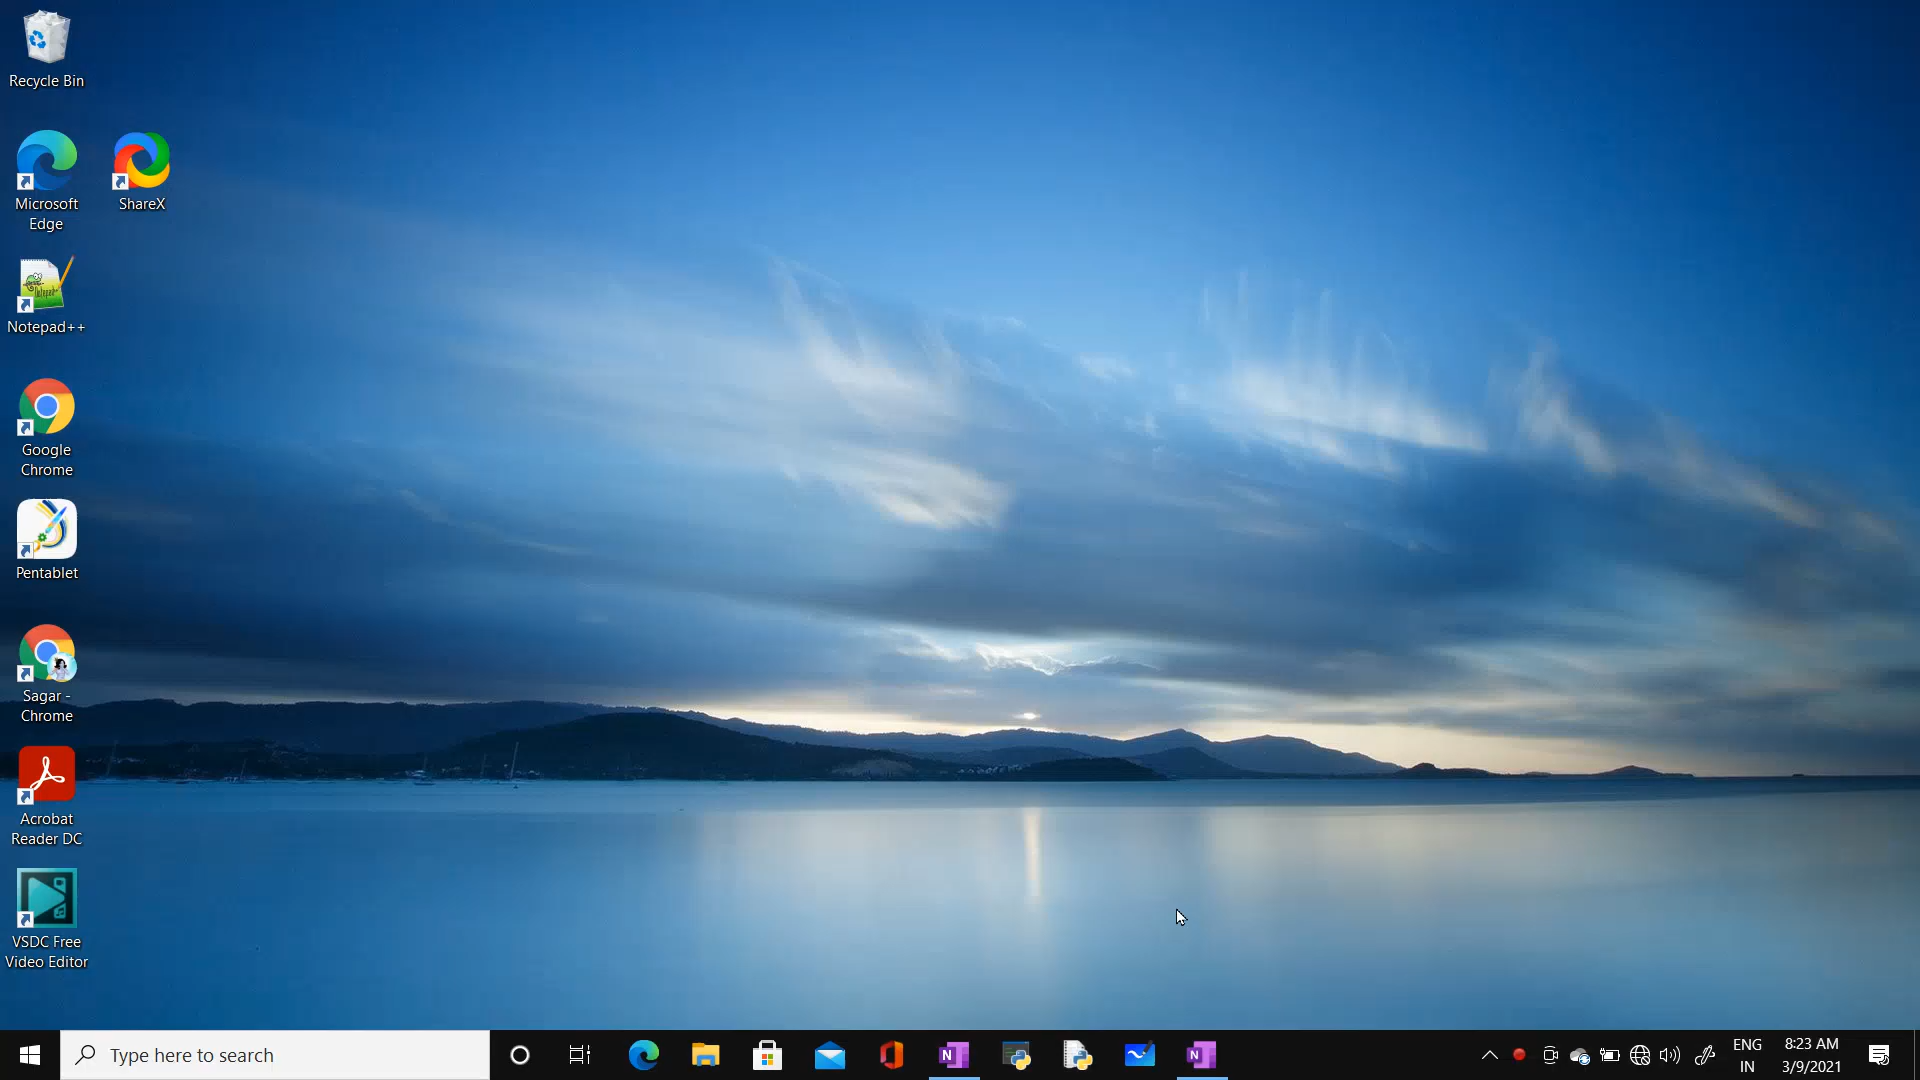 Recycle Bin
Microsoft
Edge
ShareX
Notepad++
Google
Chrome
Pentablet
Sagar -
Chrome
Acrobat
Reader DC
VSDC Free
Video Editor
Type here to search
ENG
IN
8:23 AM
3/9/2021